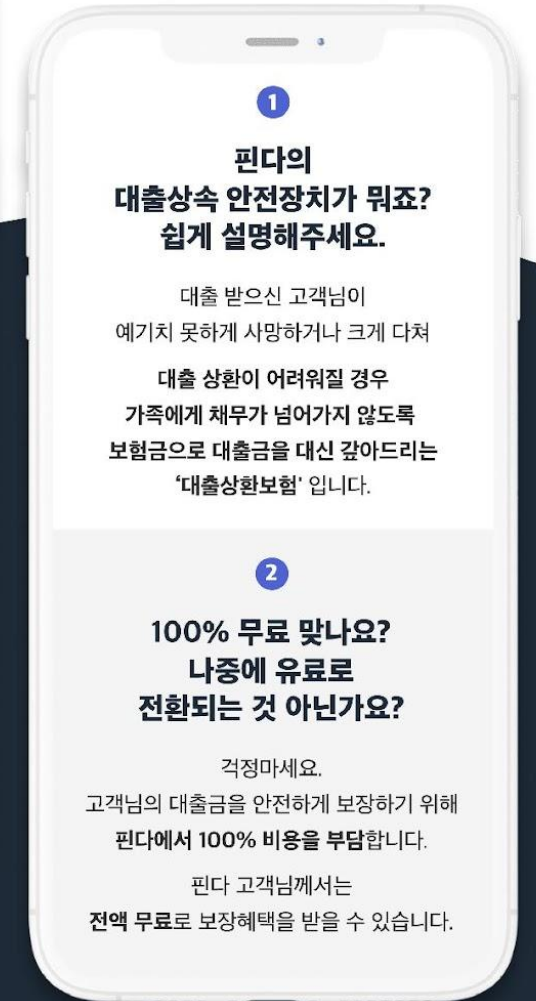 1
핀다의
대출상속 안전장치가 뭐죠?
쉽게 설명해주세요.
대출 받으신 고객님이
예기치 못하게 사망하거나 크게 다쳐
대출 상환이 어려워질 경우
가족에게 채무가 넘어가지 않도록
보험금으로 대출금을 대신 갚아드리는
‘대출상환보험' 입니다.
2
100% 무료 맞나요?
나중에 유료로
전환되는 것 아닌가요?
걱정마세요.
고객님의 대출금을 안전하게 보장하기 위해
핀다에서 100% 비용을 부담합니다.
핀다 고객님께서는
전액 무료로 보장혜택을 받을 수 있습니다.